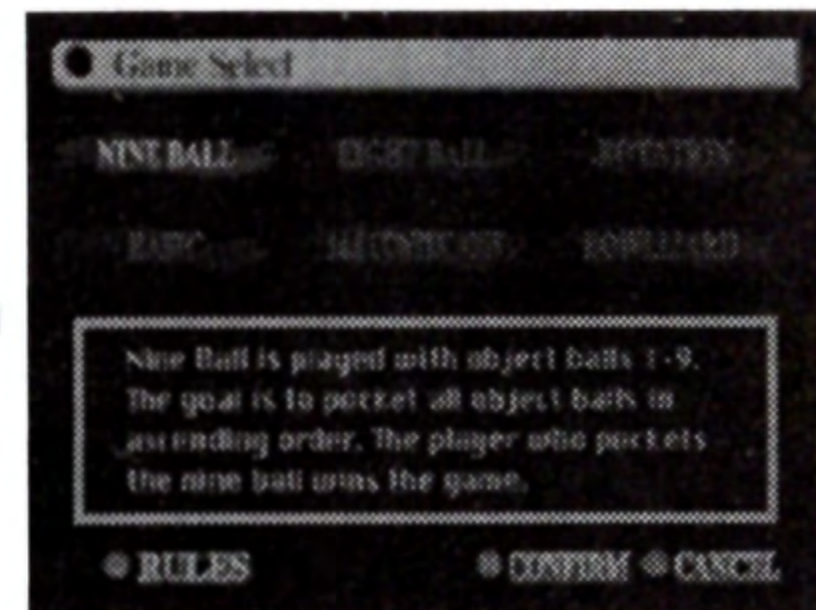 Game Select
NINE BALL EIGHT BALL ROTATION
BASIC BOWLLIARD
Nine Ball is played with object balls 1-9.
The goal is to pocket all object balls in
ascending order. The player who pockets
the nine ball wins the game.
RULES CONFIRM CANCEL